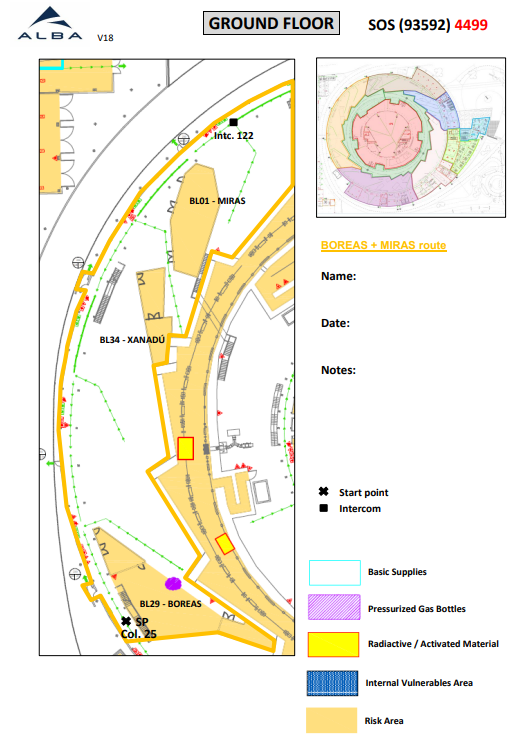 ALBA
V18
GROUND FLOOR
SOS (93592) 4499
Intc. 122
BL01 - MIRAS
BL34 - XANADÚ
BL29 - BOREAS
SP
Col. 25
BOREAS + MIRAS route
Name:
Date:
Notes:
Start point
Intercom
Basic Supplies
Pressurized Gas Bottles
Radiactive / Activated Material
Internal Vulnerables Area
Risk Area